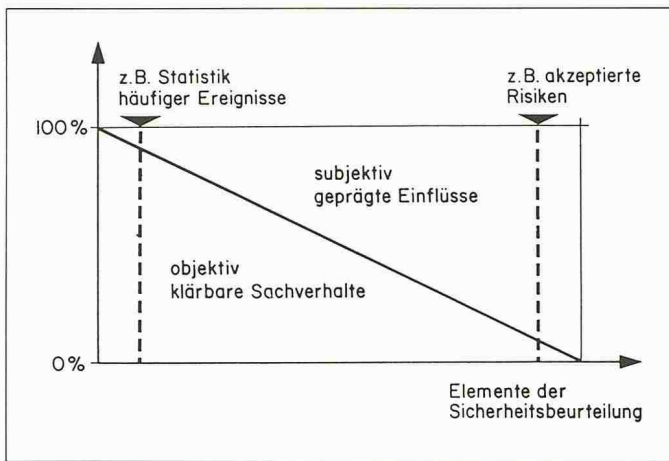 z.B. Statistik
häufiger Ereignisse
z.B. akzeptierte
Risiken
100%
subjektiv
geprägte Einflüsse
objektiv
klärbare Sachverhalte
0%
Elemente der
Sicherheitsbeurteilung